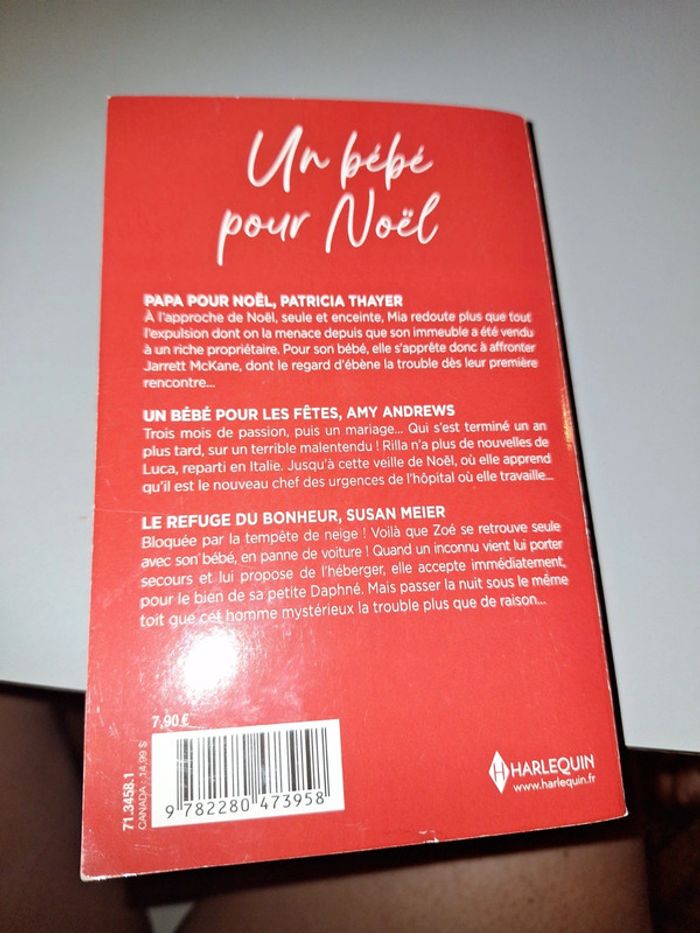 Un bébé
pour Noël
PAPA POUR NOËL, PATRICIA THAYER
À l'approche de Noël, seule et enceinte, Mia redoute plus que tout
l'expulsion dont on la menace depuis que son immeuble a été vendu
à un riche propriétaire. Pour son bébé, elle s'apprête donc à affronter
Jarrett McKane, dont le regard d'ébène la trouble dès leur première
rencontre...
UN BÉBÉ POUR LES FÊTES, AMY ANDREWS
Trois mois de passion, puis un mariage... Qui s'est terminé un an
plus tard, sur un terrible malentendu ! Rilla n'a plus de nouvelles de
Luca, reparti en Italie. Jusqu'à cette veille de Noël, où elle apprend
qu'il est le nouveau chef des urgences de l'hôpital où elle travaille...
LE REFUGE DU BONHEUR, SUSAN MEIER
Bloquée par la tempête de neige ! Voilà que Zoé se retrouve seule
avec son bébé, en panne de voiture ! Quand un inconnu vient lui porter
secours et lui propose de l'héberger, elle accepte immédiatement,
pour le bien de sa petite Daphné. Mais passer la nuit sous le même
toit que cet homme mystérieux la trouble plus que de raison...
7,90 €
71.3458.1
CANADA : 14,99 $
9 782280 473958
H HARLEQUIN
www.harlequin.fr